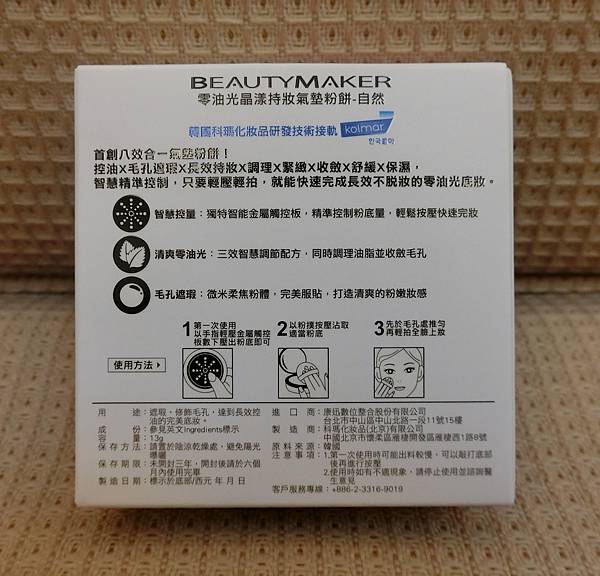 BEAUTYMAKER
零油光晶漾持妝氣墊粉餅-自然
韓國科瑪化妝品研發技術接軌 kolmar
한국콜마
首創八效合一氣墊粉餅！
控油X毛孔遮瑕X長效持妝X調理X緊緻X收斂X舒緩X保濕，
智慧精準控制，只要輕壓輕拍，就能快速完成長效不脫妝的零油光底妝。
智慧控量：獨特智能金屬觸控板，精準控制粉底量，輕鬆按壓快速完妝
清爽零油光：三效智慧調節配方，同時調理油脂並收斂毛孔
毛孔遮瑕：微米柔焦粉體，完美服貼，打造清爽的粉嫩妝感
使用方法
1 第一次使用
以手指輕壓金屬觸控
板數下壓出粉底即可
2 以粉撲按壓沾取
適當粉底
3 先於毛孔處推勻
再輕拍全臉上妝
用途：遮瑕、修飾毛孔，達到長效控
油的完美底妝。
成份：參見英文Ingredients標示
容量：13g
保存方法：請置於陰涼乾燥處，避免陽光
曝曬
保存期限：未開封三年，開封後請於六個
月內使用完畢
製造日期：標示於底部/西元 年 月 日
進口商：康迅數位整合股份有限公司
台北市中山區中山北路一段11號15樓
製造商：科瑪化妝品(北京)有限公司
中國北京市懷柔區雁棲開發區雁棲西1路8號
原料來源：韓國
注意事項：1.第一次使用時可能出料較慢，可以敲打底部
後再進行按壓
2.使用時如有不適現象，請停止使用並諮詢醫
生意見
客戶服務專線：+886-2-3316-9019